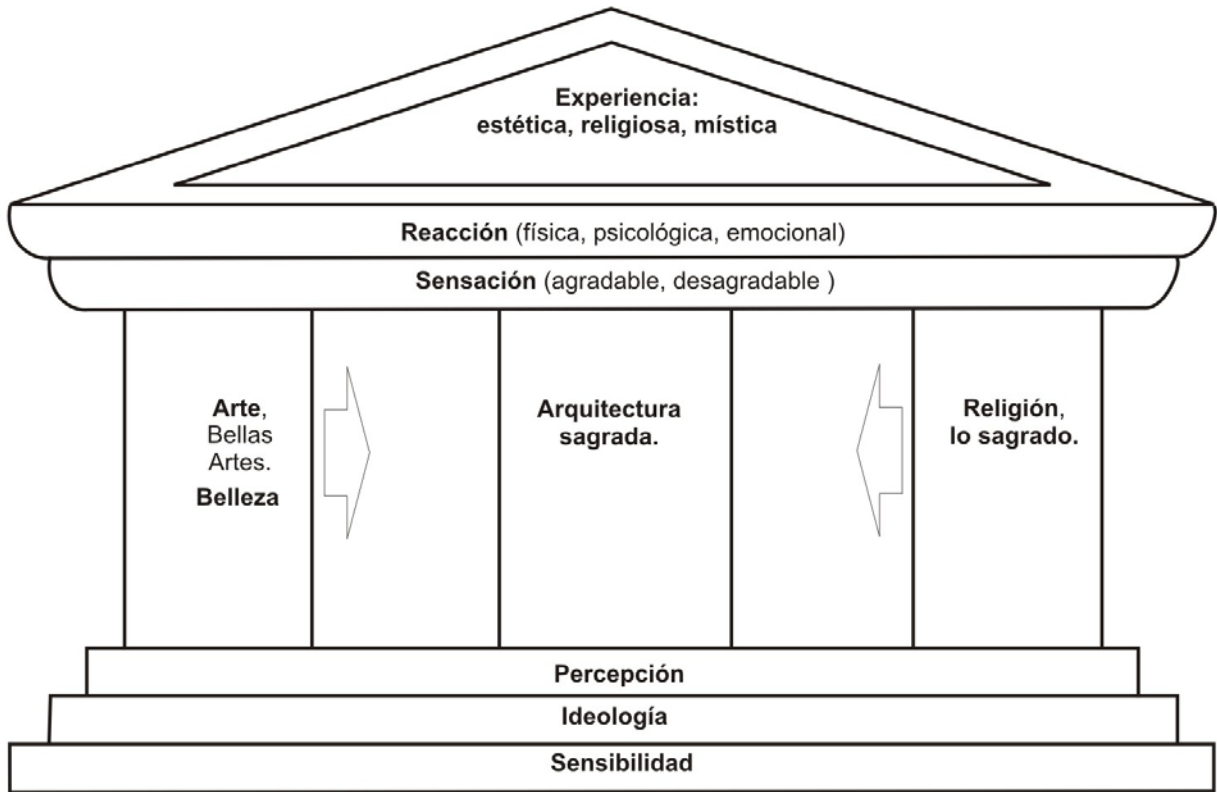 Experiencia:
estética, religiosa, mística
Reacción (física, psicológica, emocional)
Sensación (agradable, desagradable )
Arte,
Bellas
Artes.
Belleza
Arquitectura
sagrada.
Religión,
lo sagrado.
Percepción
Ideología
Sensibilidad